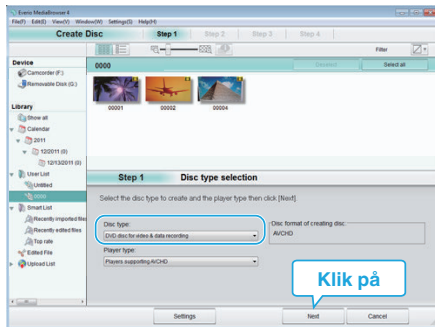 Everio MediaBrowser 4
File(F) Edit(E) View(V) Window(W) Settings(S) Help(H)
Create Disc
Step 1
Step 2
Step 3
Step 4
Filter
Device
Camcorder (F:)
Removable Disk (G:)
0000
Deselect
Select all
00001
00002
00004
Library
Show all
Calendar
2011
12/2011 (0)
12/13/2011 (0)
User List
Untitled
0000
Smart List
Recently imported files
Recently edited files
Top rate
Edited File
Upload List
Step 1
Disc type selection
Select the disc type to create and the player type then click [Next].
Disc type:
DVD disc for video & data recording
Disc format of creating disc.
AVCHD
Player type:
Players supporting AVCHD
Klik på
Settings
Next
Cancel